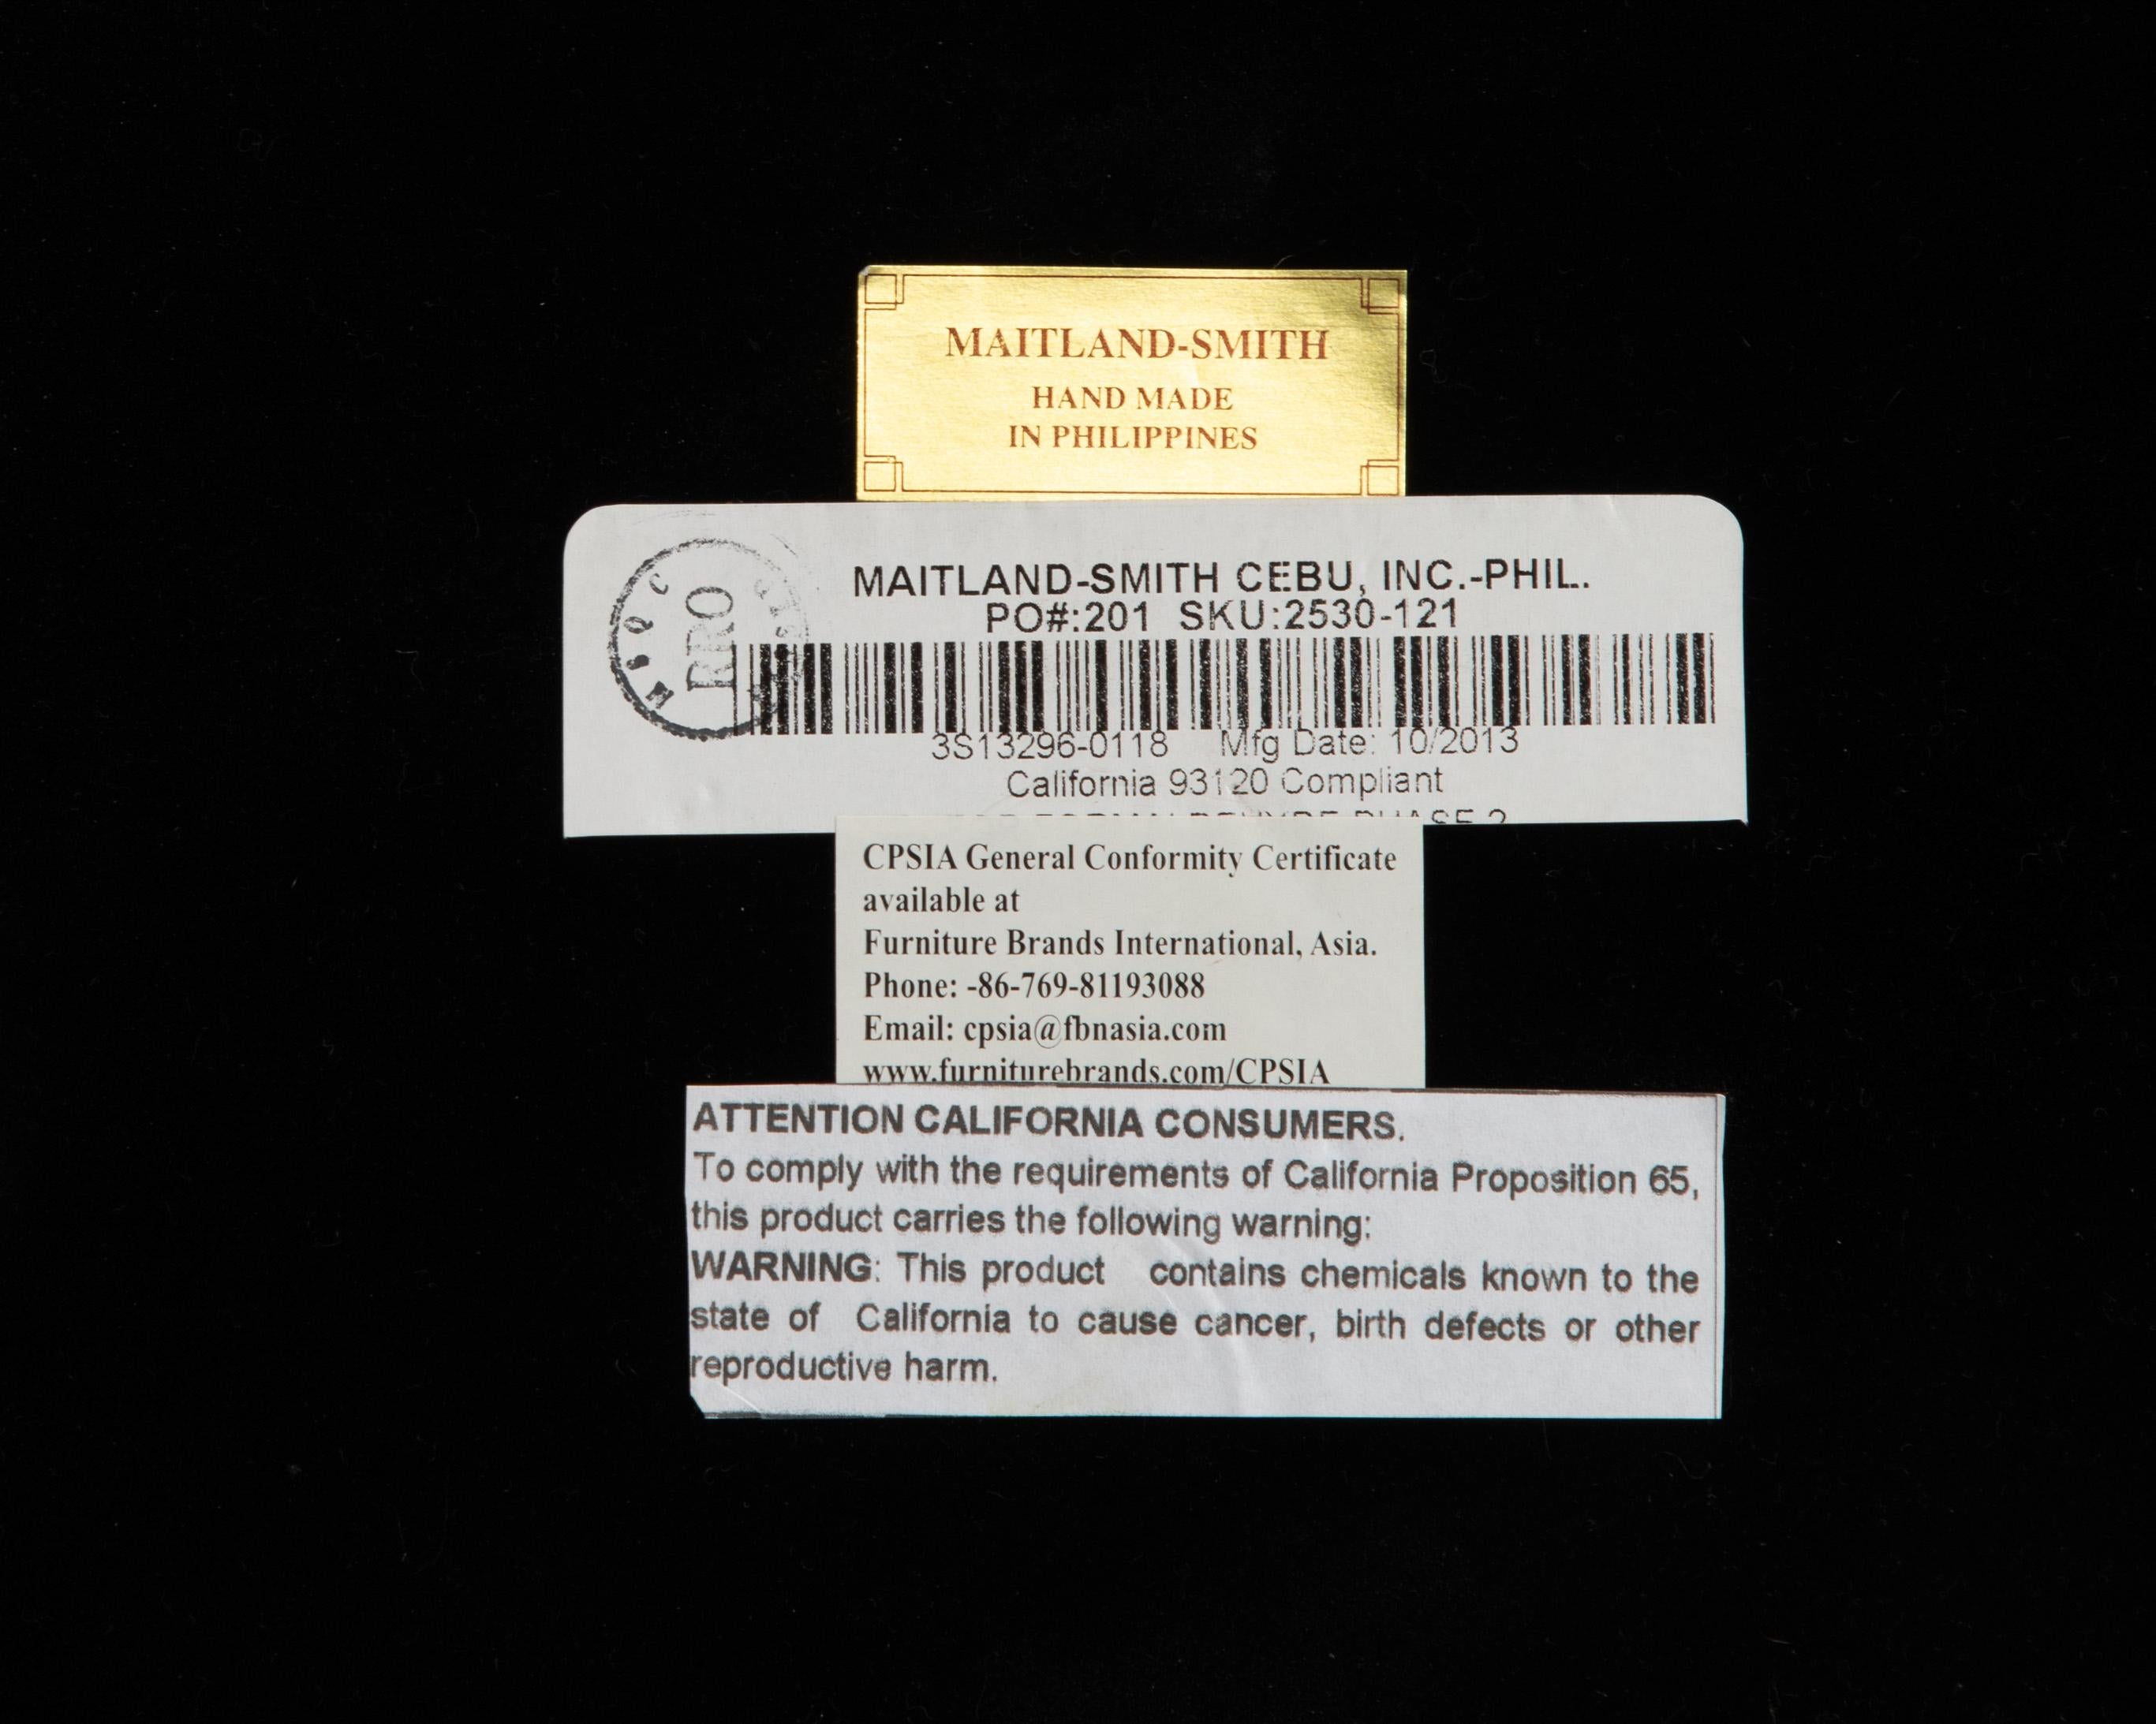 MAITLAND-SMITH
HAND MADE
IN PHILIPPINES
MAITLAND-SMITH CEBU, INC.-PHIL.
PO#:201 SKU:2530-121
3S13296-0118 Mfg Date: 10/2013
California 93120 Compliant
PHASE 2
CPSIA General Conformity Certificate
available at
Furniture Brands International, Asia.
Phone: -86-769-81193088
Email: cpsia@fbnasia.com
www.furniturebrands.com/CPSIA
ATTENTION CALIFORNIA CONSUMERS.
To comply with the requirements of California Proposition 65,
this product carries the following warning:
WARNING: This product contains chemicals known to the
state of California to cause cancer, birth defects or other
reproductive harm.